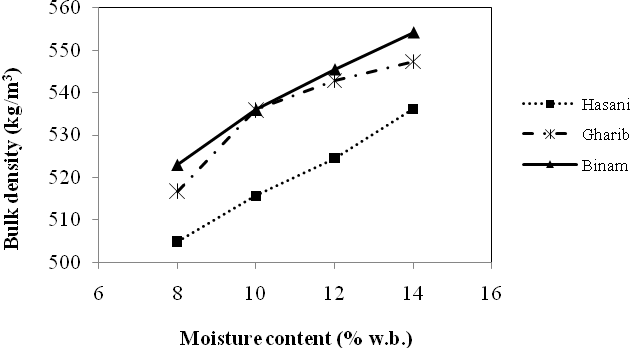 560
550
540
530
520
510
500
Bulk density (kg/m³)
6 8 10 12 14 16
Moisture content (% w.b.)
Hasani
Gharib
Binam